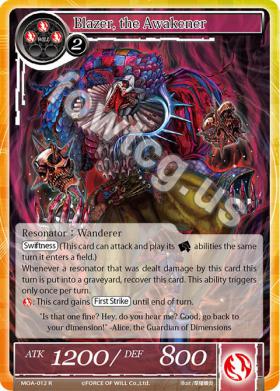 Blazer, the Awakener
WILL
2
fowtcg.us
Resonator : Wanderer
Swiftness (This card can attack and play its abilities the same
turn it enters a field.)
Whenever a resonator that was dealt damage by this card this
turn is put into a graveyard, recover this card. This ability triggers
only once per turn.
: This card gains First Strike until end of turn.
"Is that one fine? Hey, do you hear me? Good, go back to
your dimension!" -Alice, the Guardian of Dimensions
ATK 1200/ DEF 800
MOA-012 R ©FORCE OF WILL Co.,Ltd.